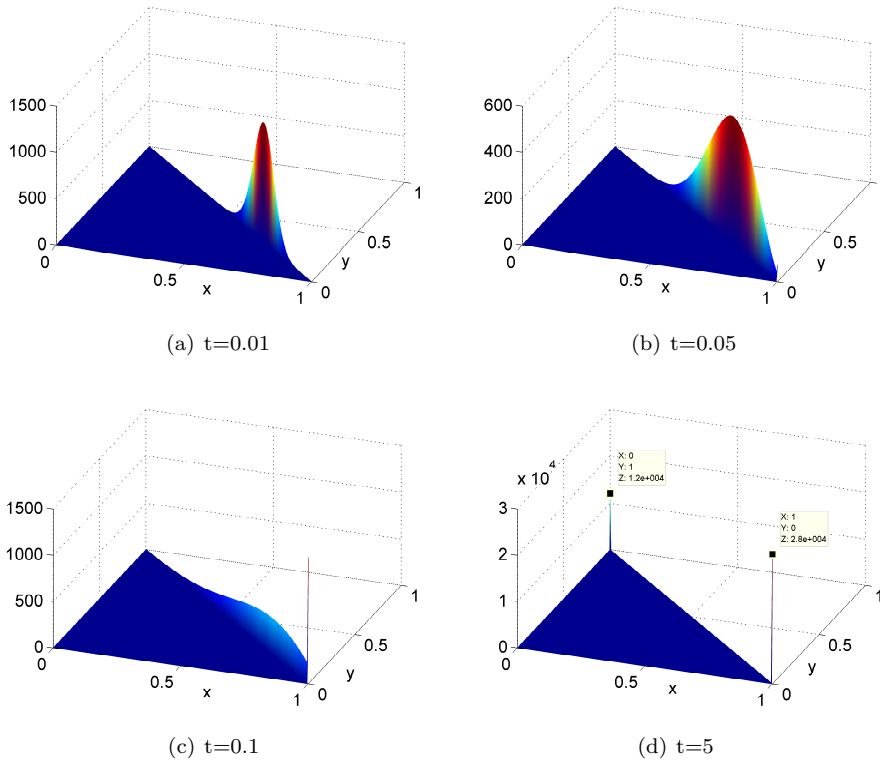 1500
1000
500
0
0
0.5
x
1
0
0.5
y
1
(a) t=0.01
600
400
200
0
0
0.5
x
1
0
0.5
y
1
(b) t=0.05
1500
1000
500
0
0
0.5
x
1
0
0.5
y
1
(c) t=0.1
x 10^4
3
2
1
0
0
0.5
x
1
0
0.5
y
1
X: 0
Y: 1
Z: 1.2e+004
X: 1
Y: 0
Z: 2.8e+004
(d) t=5